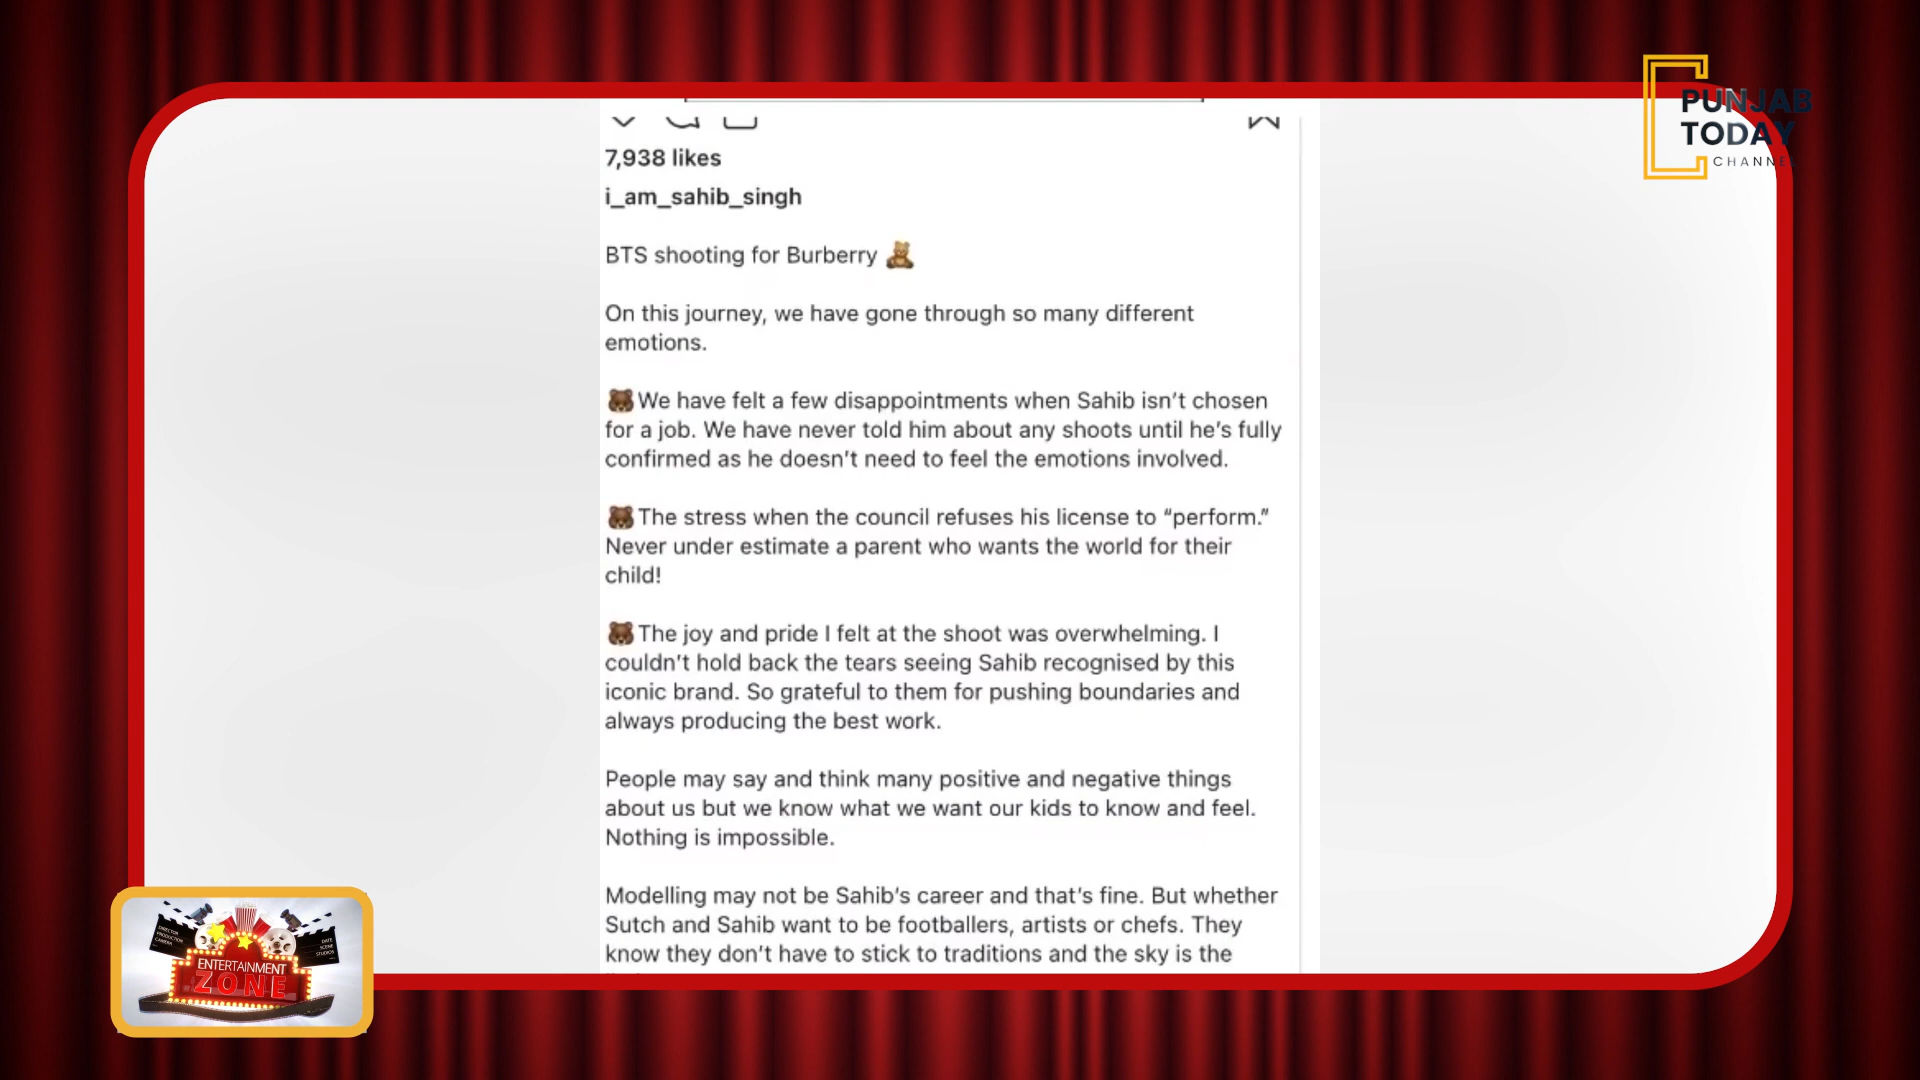 PUNJAB
TODAY
CHANNEL
7,938 likes
i_am_sahib_singh
BTS shooting for Burberry 🧸
On this journey, we have gone through so many different
emotions.
🐻We have felt a few disappointments when Sahib isn’t chosen
for a job. We have never told him about any shoots until he’s fully
confirmed as he doesn’t need to feel the emotions involved.
🐻The stress when the council refuses his license to “perform.”
Never under estimate a parent who wants the world for their
child!
🐻The joy and pride I felt at the shoot was overwhelming. I
couldn’t hold back the tears seeing Sahib recognised by this
iconic brand. So grateful to them for pushing boundaries and
always producing the best work.
People may say and think many positive and negative things
about us but we know what we want our kids to know and feel.
Nothing is impossible.
Modelling may not be Sahib’s career and that’s fine. But whether
Sutch and Sahib want to be footballers, artists or chefs. They
know they don’t have to stick to traditions and the sky is the
DIRECTOR
PRODUCTION
CAMERA
DATE
SCENE
STUDIOS
ENTERTAINMENT
ZONE